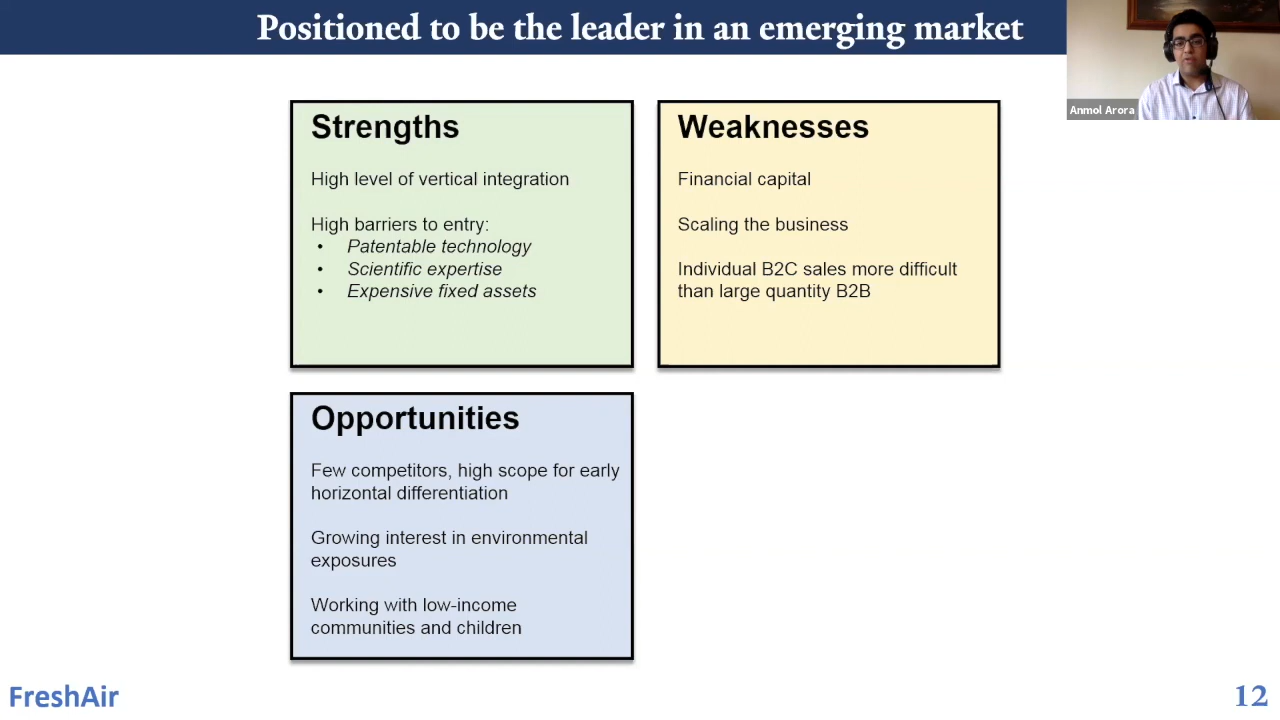 Positioned to be the leader in an emerging market
Anmol Arora
Strengths
High level of vertical integration
High barriers to entry:
• Patentable technology
• Scientific expertise
• Expensive fixed assets
Weaknesses
Financial capital
Scaling the business
Individual B2C sales more difficult
than large quantity B2B
Opportunities
Few competitors, high scope for early
horizontal differentiation
Growing interest in environmental
exposures
Working with low-income
communities and children
FreshAir
12